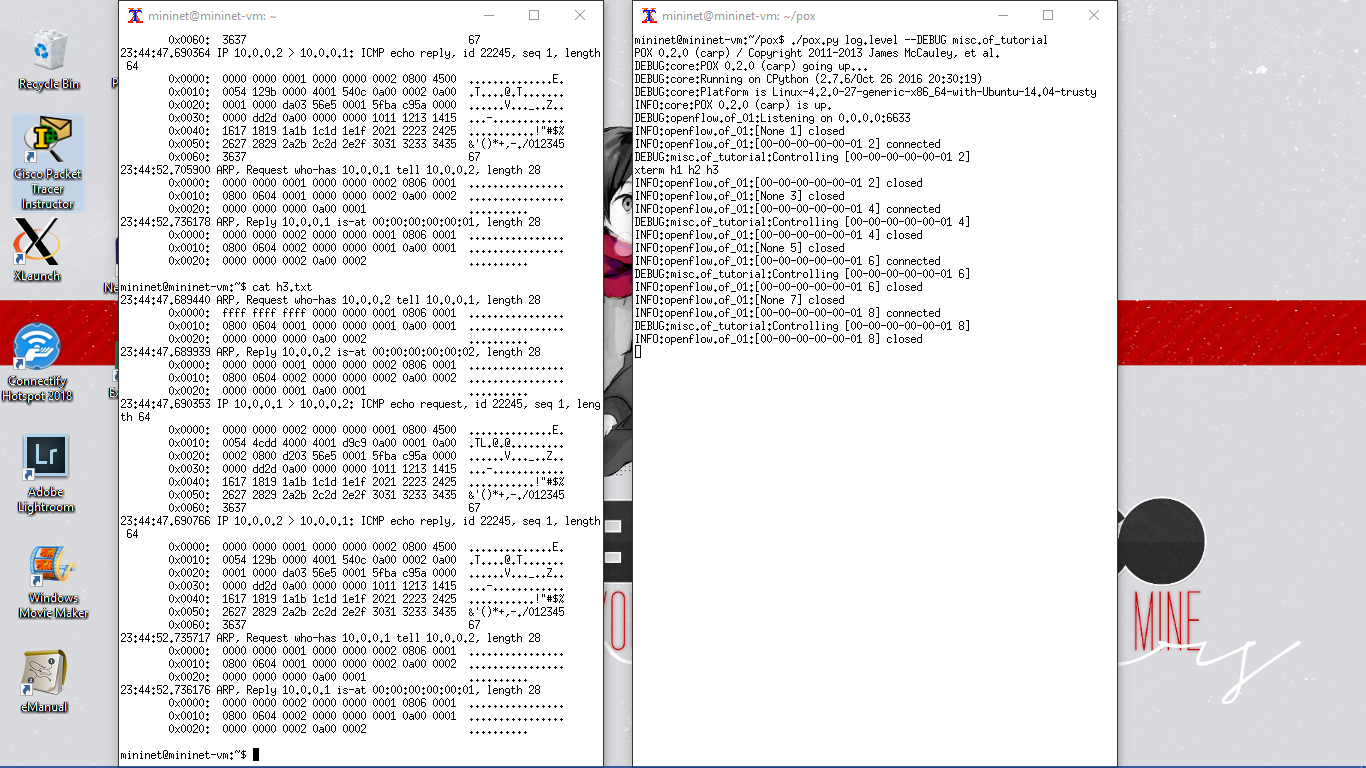 Recycle Bin
Cisco Packet
Tracer
Instructor
XLaunch
Connectify
Hotspot 2018
Lr
Adobe
Lightroom
Windows
Movie Maker
eManual
mininet@mininet-vm: ~
0x0060:  3637                                     67
23:44:47.690364 IP 10.0.0.2 > 10.0.0.1: ICMP echo reply, id 22245, seq 1, length
 64
0x0000:  0000 0000 0001 0000 0000 0002 0800 4500  ..............E.
0x0010:  0054 129b 0000 4001 540c 0a00 0002 0a00  .T....@.T.......
0x0020:  0001 0000 da03 56e5 0001 5fba c95a 0000  ......V..._..Z..
0x0030:  0000 dd2d 0a00 0000 0000 1011 1213 1415  ...-............
0x0040:  1617 1819 1a1b 1c1d 1e1f 2021 2223 2425  ...........!"#$%
0x0050:  2627 2829 2a2b 2c2d 2e2f 3031 3233 3435  &'()*+,-./012345
0x0060:  3637                                     67
23:44:52.705900 ARP, Request who-has 10.0.0.1 tell 10.0.0.2, length 28
0x0000:  0000 0000 0001 0000 0000 0002 0806 0001  ................
0x0010:  0800 0604 0001 0000 0000 0002 0a00 0002  ................
0x0020:  0000 0000 0000 0a00 0001                 ..........
23:44:52.736178 ARP, Reply 10.0.0.1 is-at 00:00:00:00:00:01, length 28
0x0000:  0000 0000 0002 0000 0000 0001 0806 0001  ................
0x0010:  0800 0604 0002 0000 0000 0001 0a00 0001  ................
0x0020:  0000 0000 0002 0a00 0002                 ..........
mininet@mininet-vm:~$ cat h3.txt
23:44:47.689440 ARP, Request who-has 10.0.0.2 tell 10.0.0.1, length 28
0x0000:  ffff ffff ffff 0000 0000 0001 0806 0001  ................
0x0010:  0800 0604 0001 0000 0000 0001 0a00 0001  ................
0x0020:  0000 0000 0000 0a00 0002                 ..........
23:44:47.689939 ARP, Reply 10.0.0.2 is-at 00:00:00:00:00:02, length 28
0x0000:  0000 0000 0001 0000 0000 0002 0806 0001  ................
0x0010:  0800 0604 0002 0000 0000 0002 0a00 0002  ................
0x0020:  0000 0000 0001 0a00 0001                 ..........
23:44:47.690353 IP 10.0.0.1 > 10.0.0.2: ICMP echo request, id 22245, seq 1, leng
th 64
0x0000:  0000 0000 0002 0000 0000 0001 0800 4500  ..............E.
0x0010:  0054 4cdd 4000 4001 d9c9 0a00 0001 0a00  .TL.@.@.........
0x0020:  0002 0800 d203 56e5 0001 5fba c95a 0000  ......V..._..Z..
0x0030:  0000 dd2d 0a00 0000 0000 1011 1213 1415  ...-............
0x0040:  1617 1819 1a1b 1c1d 1e1f 2021 2223 2425  ...........!"#$%
0x0050:  2627 2829 2a2b 2c2d 2e2f 3031 3233 3435  &'()*+,-./012345
0x0060:  3637                                     67
23:44:47.690766 IP 10.0.0.2 > 10.0.0.1: ICMP echo reply, id 22245, seq 1, length
 64
0x0000:  0000 0000 0001 0000 0000 0002 0800 4500  ..............E.
0x0010:  0054 129b 0000 4001 540c 0a00 0002 0a00  .T....@.T.......
0x0020:  0001 0000 da03 56e5 0001 5fba c95a 0000  ......V..._..Z..
0x0030:  0000 dd2d 0a00 0000 0000 1011 1213 1415  ...-............
0x0040:  1617 1819 1a1b 1c1d 1e1f 2021 2223 2425  ...........!"#$%
0x0050:  2627 2829 2a2b 2c2d 2e2f 3031 3233 3435  &'()*+,-./012345
0x0060:  3637                                     67
23:44:52.735717 ARP, Request who-has 10.0.0.1 tell 10.0.0.2, length 28
0x0000:  0000 0000 0001 0000 0000 0002 0806 0001  ................
0x0010:  0800 0604 0001 0000 0000 0002 0a00 0002  ................
0x0020:  0000 0000 0000 0a00 0001                 ..........
23:44:52.736176 ARP, Reply 10.0.0.1 is-at 00:00:00:00:00:01, length 28
0x0000:  0000 0000 0002 0000 0000 0001 0806 0001  ................
0x0010:  0800 0604 0002 0000 0000 0001 0a00 0001  ................
0x0020:  0000 0000 0002 0a00 0002                 ..........
mininet@mininet-vm:~$
mininet@mininet-vm: ~/pox
mininet@mininet-vm:~/pox$ ./pox.py log.level --DEBUG misc.of_tutorial
POX 0.2.0 (carp) / Copyright 2011-2013 James McCauley, et al.
DEBUG:core:POX 0.2.0 (carp) going up...
DEBUG:core:Running on CPython (2.7.6/Oct 26 2016 20:30:19)
DEBUG:core:Platform is Linux-4.2.0-27-generic-x86_64-with-Ubuntu-14.04-trusty
INFO:core:POX 0.2.0 (carp) is up.
DEBUG:openflow.of_01:Listening on 0.0.0.0:6633
INFO:openflow.of_01:[None 1] closed
INFO:openflow.of_01:[00-00-00-00-00-01 2] connected
DEBUG:misc.of_tutorial:Controlling [00-00-00-00-00-01 2]
xterm h1 h2 h3
INFO:openflow.of_01:[00-00-00-00-00-01 2] closed
INFO:openflow.of_01:[None 3] closed
INFO:openflow.of_01:[00-00-00-00-00-01 4] connected
DEBUG:misc.of_tutorial:Controlling [00-00-00-00-00-01 4]
INFO:openflow.of_01:[00-00-00-00-00-01 4] closed
INFO:openflow.of_01:[None 5] closed
INFO:openflow.of_01:[00-00-00-00-00-01 6] connected
DEBUG:misc.of_tutorial:Controlling [00-00-00-00-00-01 6]
INFO:openflow.of_01:[00-00-00-00-00-01 6] closed
INFO:openflow.of_01:[None 7] closed
INFO:openflow.of_01:[00-00-00-00-00-01 8] connected
DEBUG:misc.of_tutorial:Controlling [00-00-00-00-00-01 8]
INFO:openflow.of_01:[00-00-00-00-00-01 8] closed
MINE